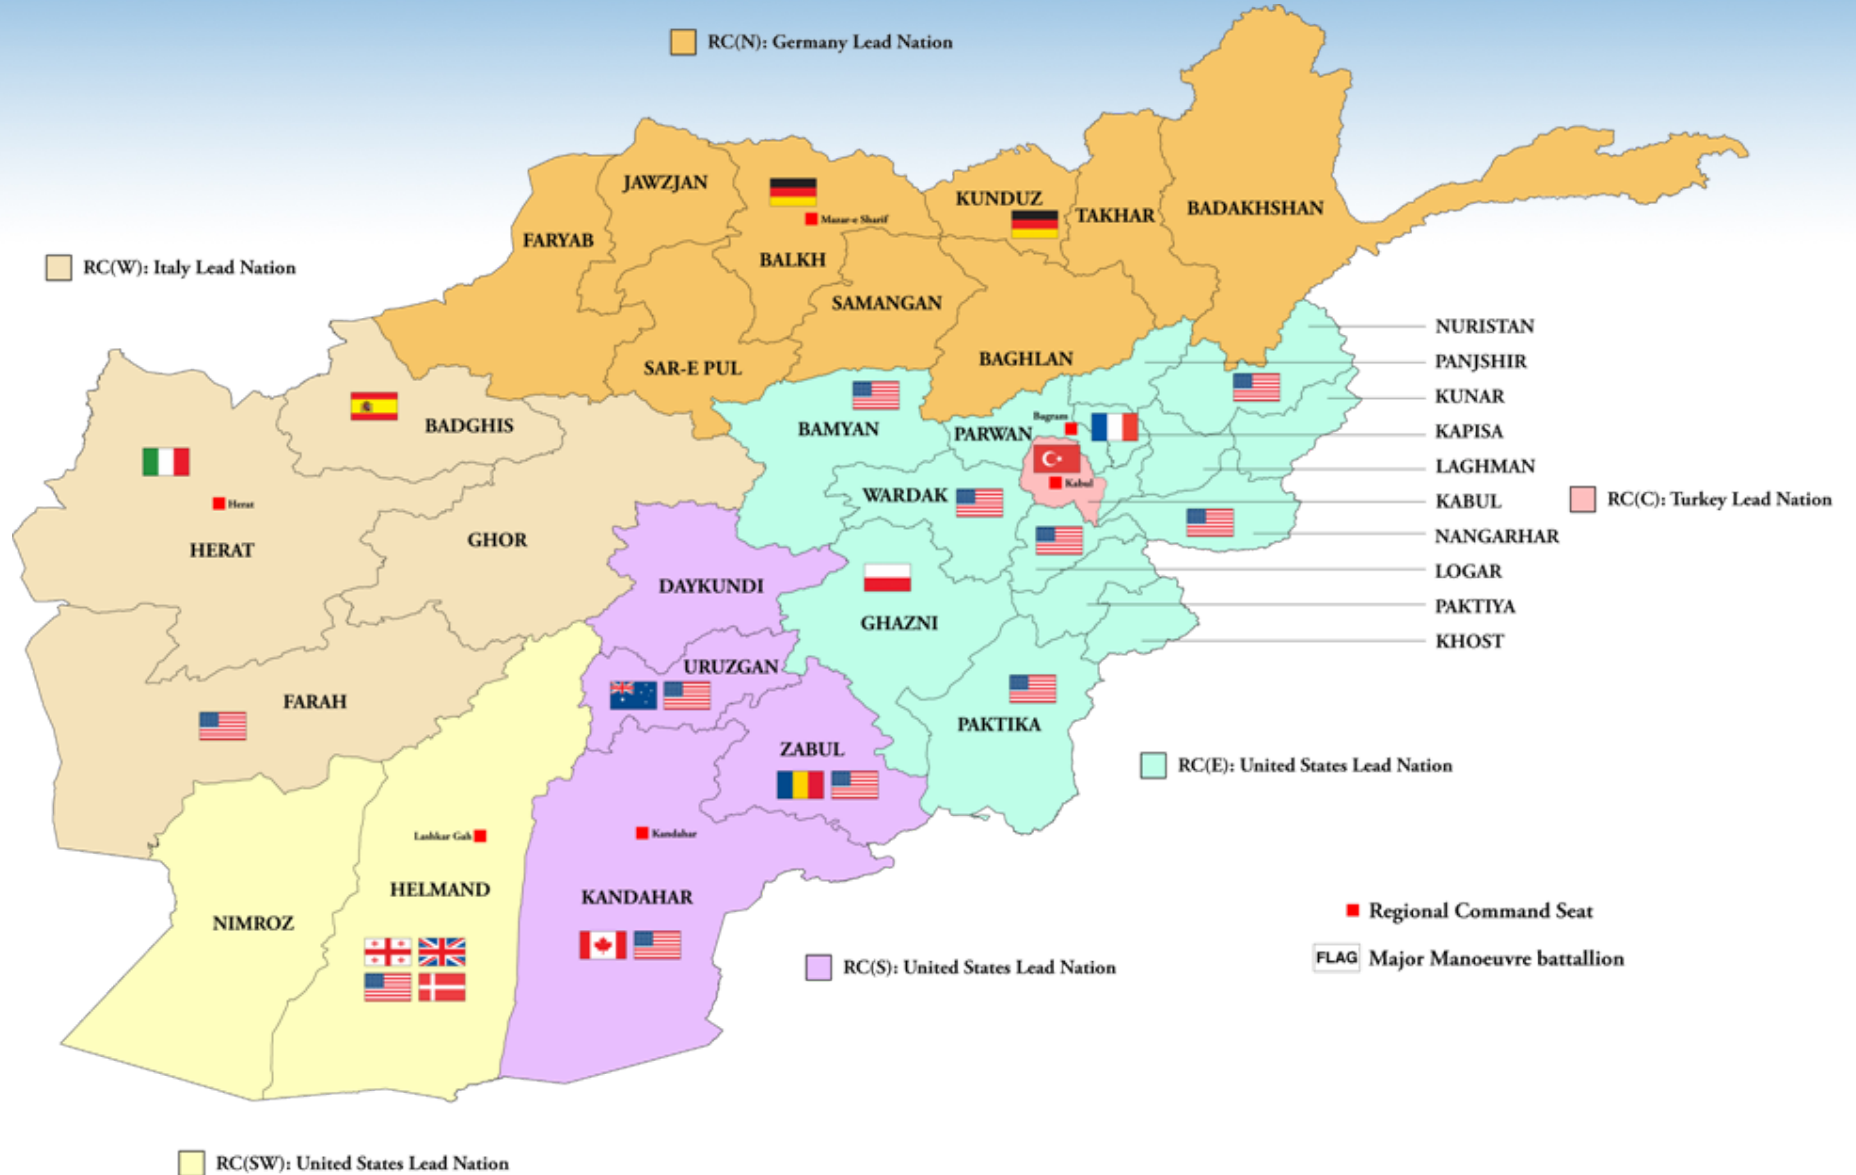 RC(N): Germany Lead Nation
JAWZJAN
Mazar-e Sharif
KUNDUZ
TAKHAR
BADAKHSHAN
FARYAB
BALKH
RC(W): Italy Lead Nation
SAMANGAN
NURISTAN
SAR-E PUL
BAGHLAN
PANJSHIR
KUNAR
BADGHIS
BAMYAN
Bagram
PARWAN
KAPISA
LAGHMAN
Kabul
WARDAK
KABUL
RC(C): Turkey Lead Nation
Herat
HERAT
GHOR
NANGARHAR
LOGAR
DAYKUNDI
PAKTIYA
GHAZNI
KHOST
URUZGAN
FARAH
PAKTIKA
ZABUL
RC(E): United States Lead Nation
Lashkar Gah
Kandahar
HELMAND
KANDAHAR
NIMROZ
Regional Command Seat
FLAG Major Manoeuvre battallion
RC(S): United States Lead Nation
RC(SW): United States Lead Nation